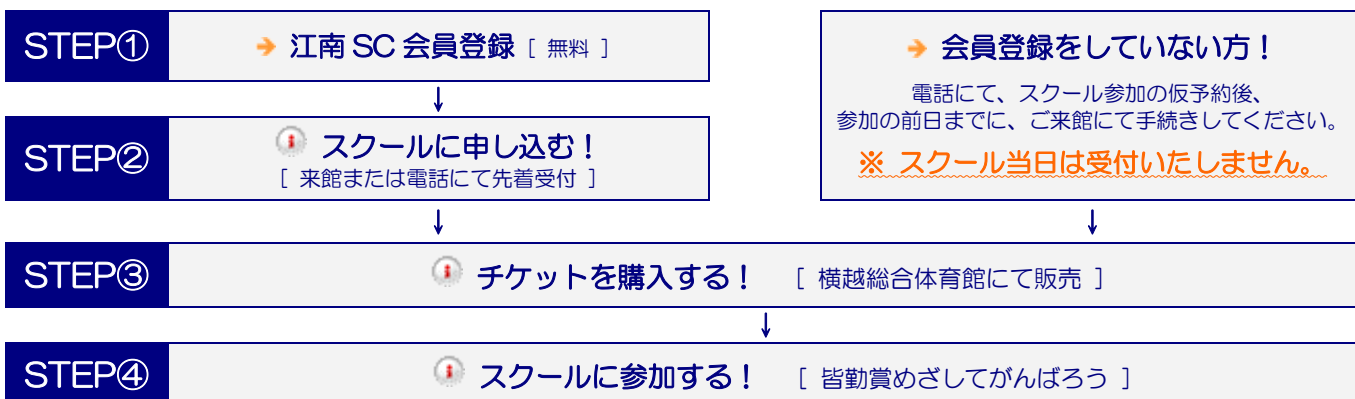 STEP① 江南 SC 会員登録 [ 無料 ]
STEP② スクールに申し込む！
[ 来館または電話にて先着受付 ]
会員登録をしていない方！
電話にて、スクール参加の仮予約後、
参加の前日までに、ご来館にて手続きしてください。
※ スクール当日は受付いたしません。
STEP③ チケットを購入する！ [ 横越総合体育館にて販売 ]
STEP④ スクールに参加する！ [ 皆勤賞めざしてがんばろう ]